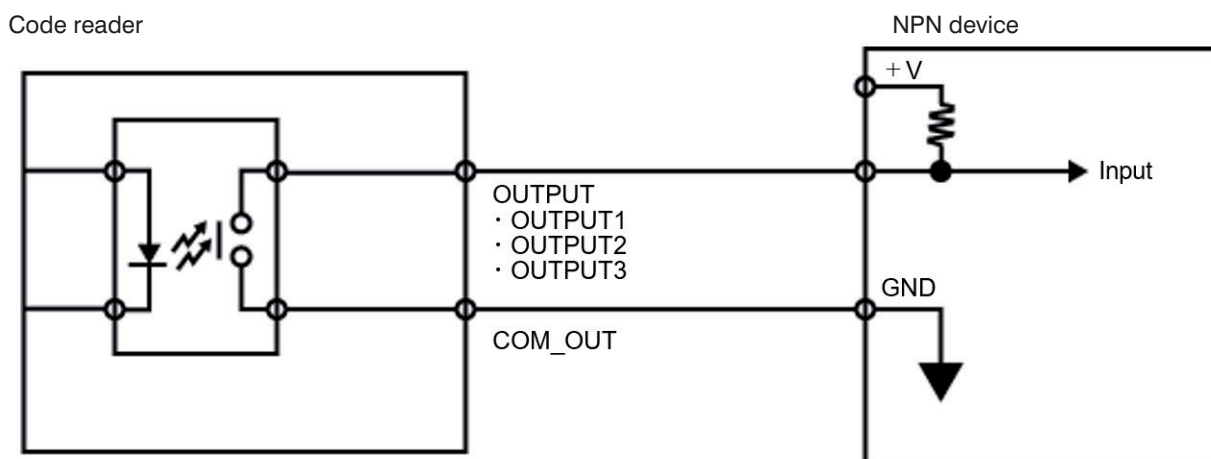 Code reader
NPN device
＋V
Input
OUTPUT
・OUTPUT1
・OUTPUT2
・OUTPUT3
GND
COM_OUT